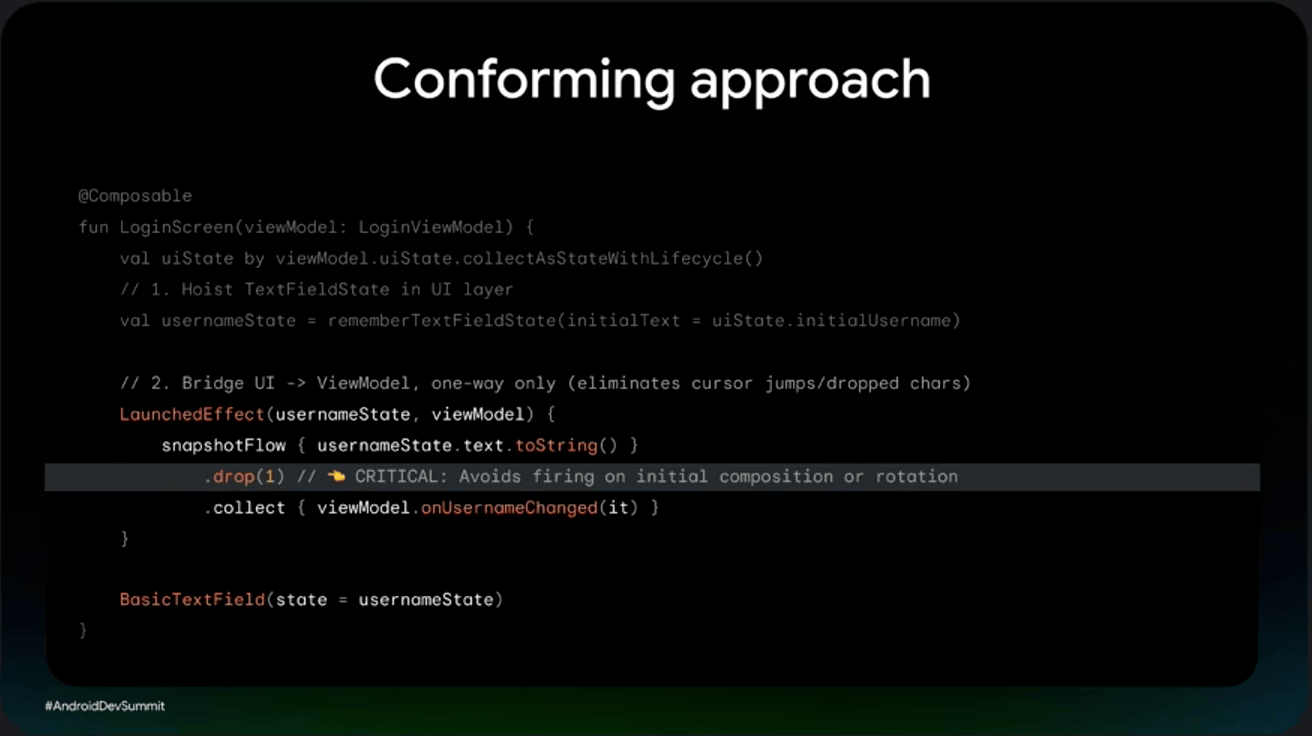 Conforming approach
@Composable
fun LoginScreen(viewModel: LoginViewModel) {
    val uiState by viewModel.uiState.collectAsStateWithLifecycle()
    // 1. Hoist TextFieldState in UI layer
    val usernameState = rememberTextFieldState(initialText = uiState.initialUsername)
    // 2. Bridge UI -> ViewModel, one-way only (eliminates cursor jumps/dropped chars)
    LaunchedEffect(usernameState, viewModel) {
        snapshotFlow { usernameState.text.toString() }
            .drop(1) // 👈 CRITICAL: Avoids firing on initial composition or rotation
            .collect { viewModel.onUsernameChanged(it) }
    }
    BasicTextField(state = usernameState)
}
#AndroidDevSummit